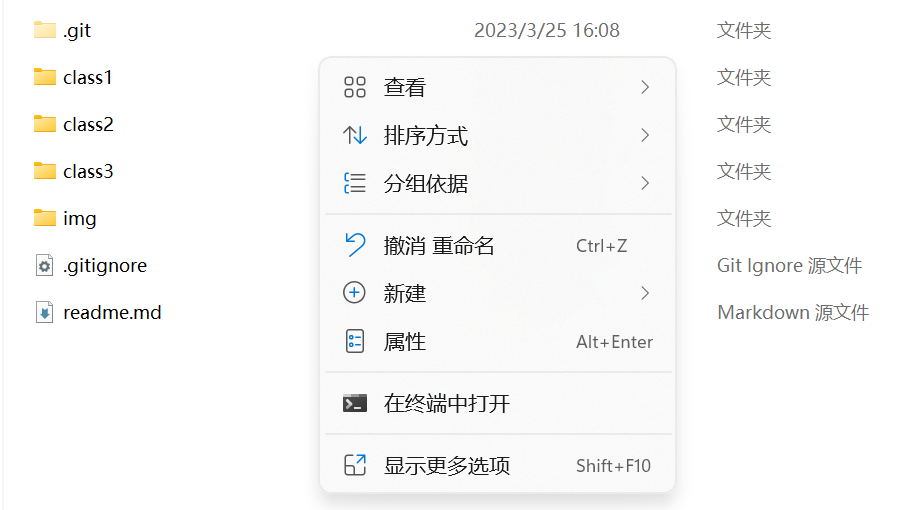 .git 2023/3/25 16:08 文件夹
class1 文件夹
class2 文件夹
class3 文件夹
img 文件夹
.gitignore Git Ignore 源文件
readme.md Markdown 源文件
查看
排序方式
分组依据
撤消 重命名 Ctrl+Z
新建
属性 Alt+Enter
在终端中打开
显示更多选项 Shift+F10